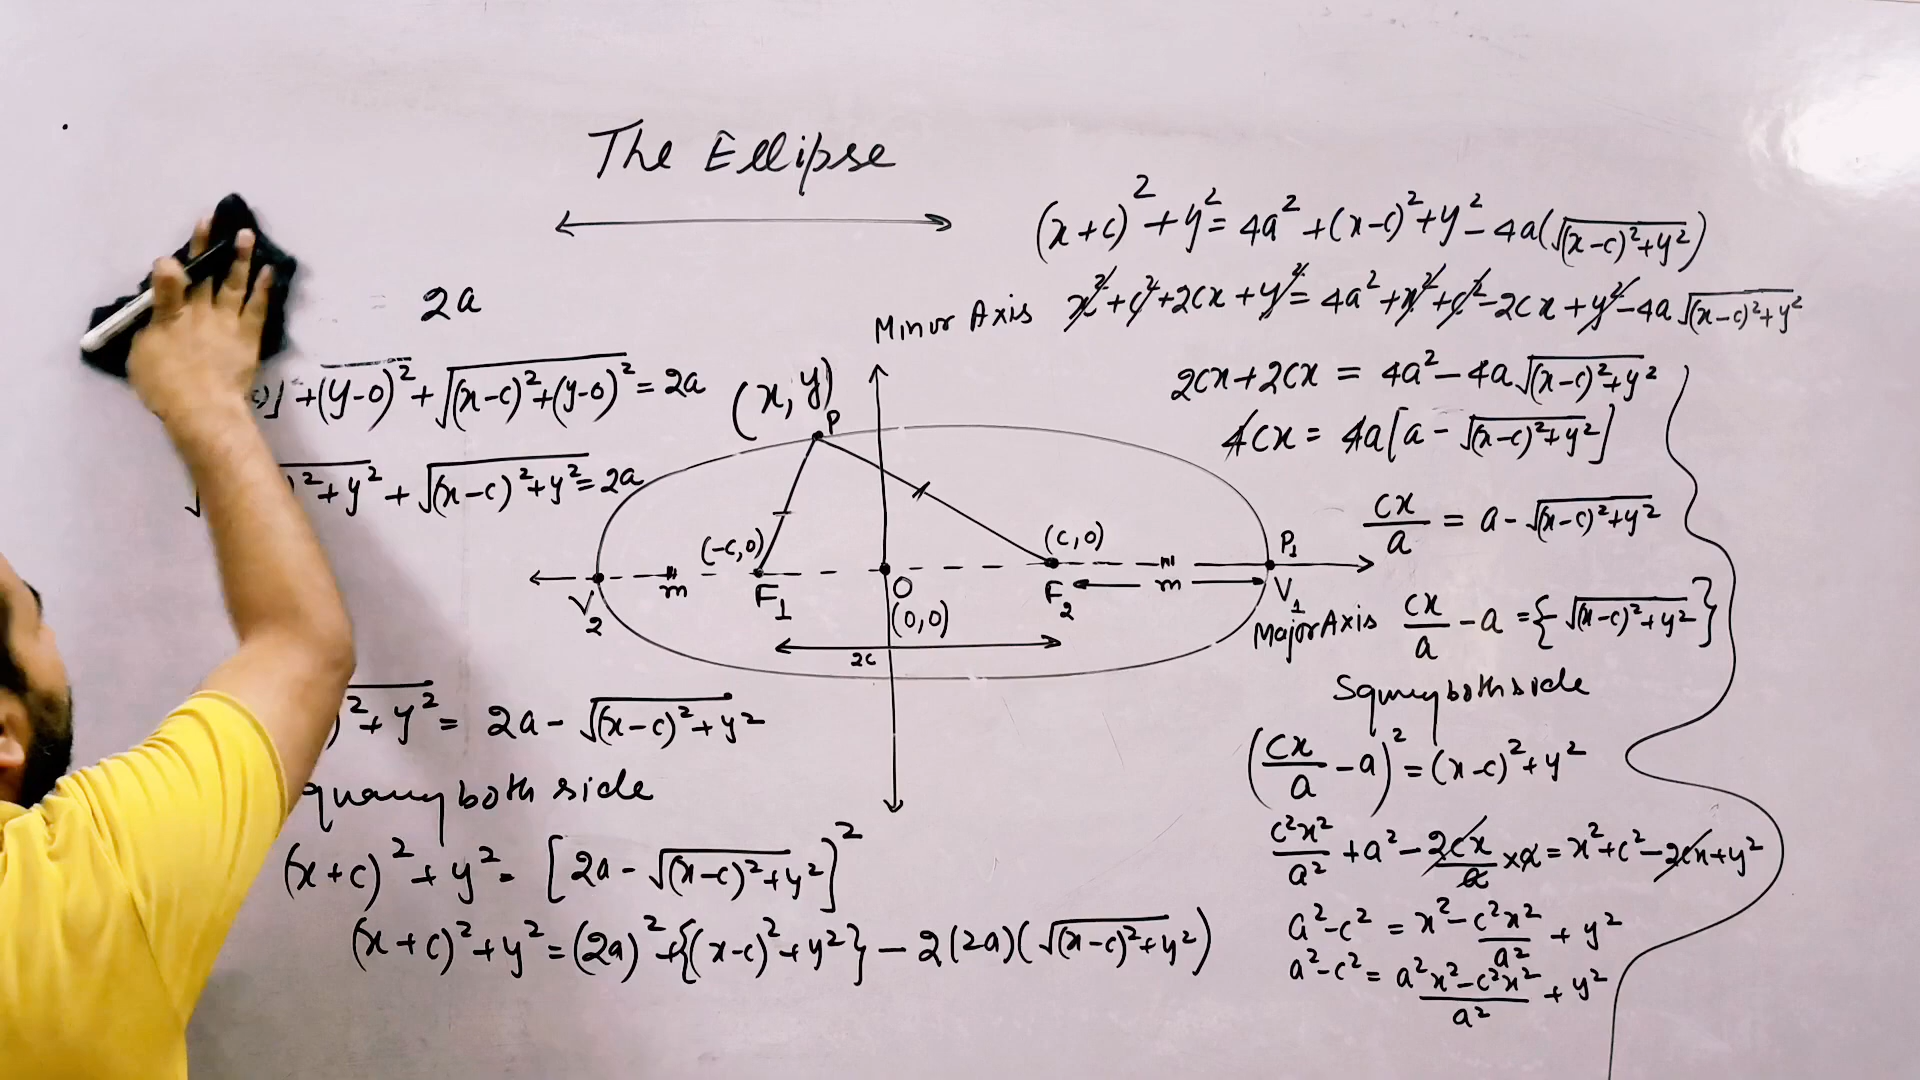 The Ellipse
= 2a
+(y-0)² + √(x-c)²+(y-0)² = 2a
)²+y² + √(x-c)²+y² = 2a
)²+y² = 2a - √(x-c)²+y²
quaring both side
(x+c)²+y² = [2a - √(x-c)²+y²]²
(x+c)²+y² = (2a)²+{(x-c)²+y²} - 2(2a)(√(x-c)²+y²)
Minor Axis
(x,y)
P
(-c,0)
(c,0)
P₁
m
m
V₂
F₁
O
F₂
V₁
(0,0)
Major Axis
2c
(x+c)²+y² = 4a²+(x-c)²+y²-4a(√(x-c)²+y²)
x²+c²+2cx+y² = 4a²+x²+c²-2cx+y²-4a√(x-c)²+y²
2cx+2cx = 4a²-4a√(x-c)²+y²
4cx = 4a[a-√(x-c)²+y²]
cx/a = a-√(x-c)²+y²
cx/a - a = {-√(x-c)²+y²}
Squaring both side
(cx/a - a)² = (x-c)²+y²
c²x²/a² + a² - 2cx/a × a = x²+c²-2cx+y²
a²-c² = x² - c²x²/a² + y²
a²-c² = a²x²-c²x²/a² + y²